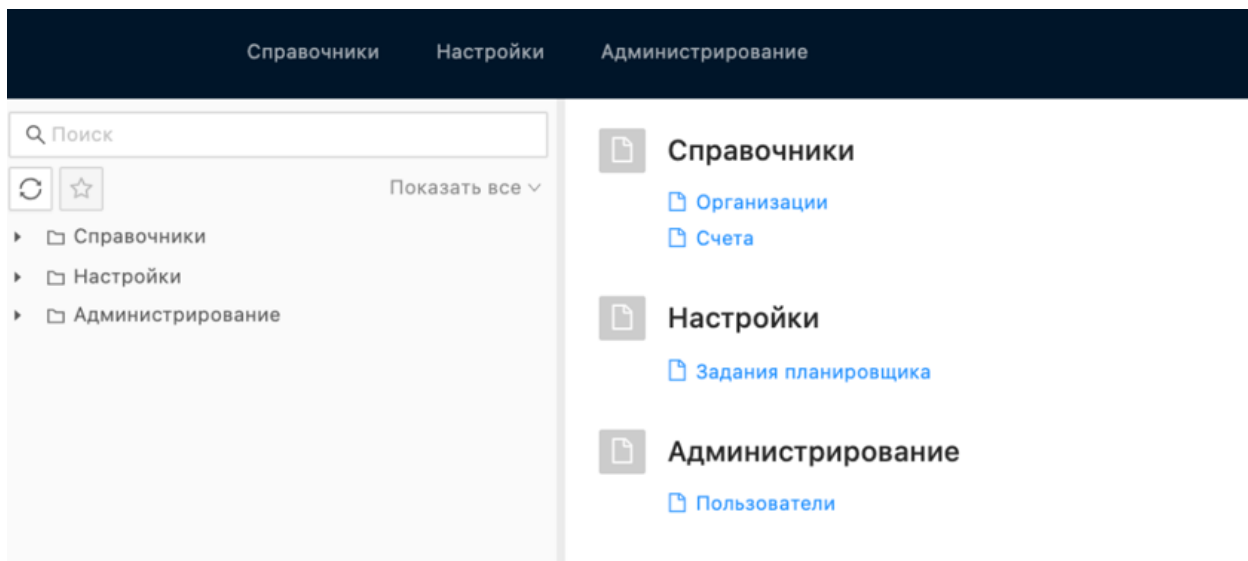 Справочники Настройки Администрирование
Поиск
Показать все
Справочники
Настройки
Администрирование
Справочники
Организации
Счета
Настройки
Задания планировщика
Администрирование
Пользователи